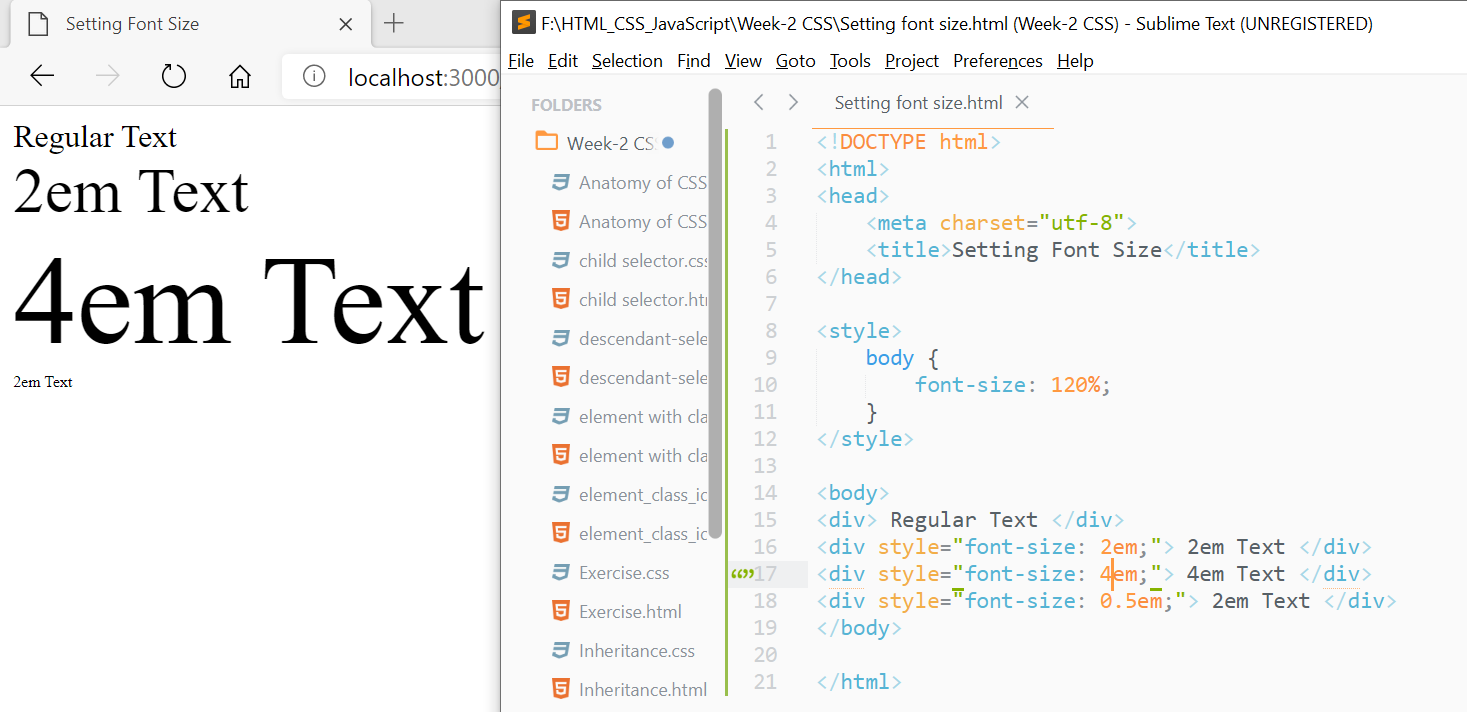 Setting Font Size
localhost:3000
Regular Text
2em Text
4em Text
2em Text
F:\HTML_CSS_JavaScript\Week-2 CSS\Setting font size.html (Week-2 CSS) - Sublime Text (UNREGISTERED)
File Edit Selection Find View Goto Tools Project Preferences Help
FOLDERS
Week-2 CS
Anatomy of CSS
Anatomy of CSS
child selector.css
child selector.ht
descendant-sele
descendant-sele
element with cla
element with cla
element_class_ic
element_class_ic
Exercise.css
Exercise.html
Inheritance.css
Inheritance.html
Setting font size.html
1 <!DOCTYPE html>
2 <html>
3 <head>
4 <meta charset="utf-8">
5 <title>Setting Font Size</title>
6 </head>
7
8 <style>
9 body {
10 font-size: 120%;
11 }
12 </style>
13
14 <body>
15 <div> Regular Text </div>
16 <div style="font-size: 2em;"> 2em Text </div>
17 <div style="font-size: 4em;"> 4em Text </div>
18 <div style="font-size: 0.5em;"> 2em Text </div>
19 </body>
20
21 </html>